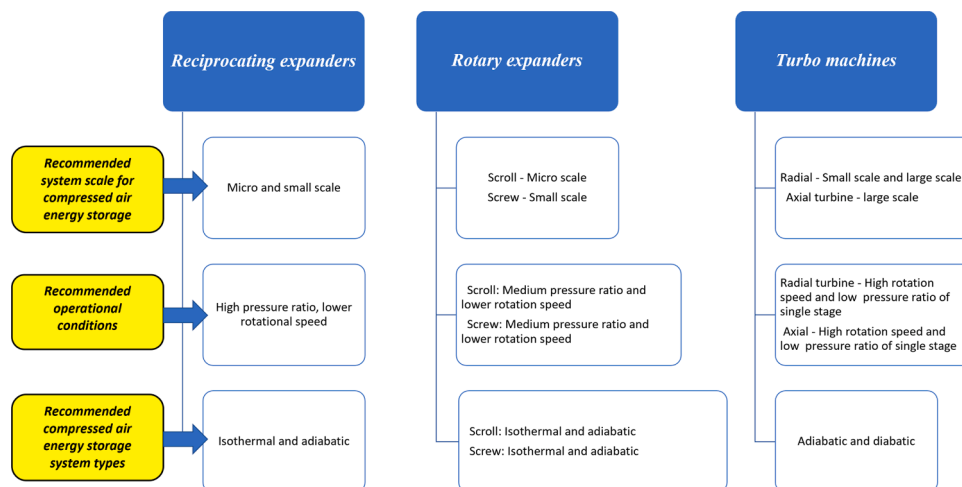 Reciprocating expanders
Rotary expanders
Turbo machines
Recommended
system scale for
compressed air
energy storage
Micro and small scale
Scroll - Micro scale
Screw - Small scale
Radial - Small scale and large scale
Axial turbine - large scale
Recommended
operational
conditions
High pressure ratio, lower
rotational speed
Scroll: Medium pressure ratio and
lower rotation speed
Screw: Medium pressure ratio and
lower rotation speed
Radial turbine - High rotation
speed and low pressure ratio of
single stage
Axial - High rotation speed and
low pressure ratio of single stage
Recommended
compressed air
energy storage
system types
Isothermal and adiabatic
Scroll: Isothermal and adiabatic
Screw: Isothermal and adiabatic
Adiabatic and diabatic